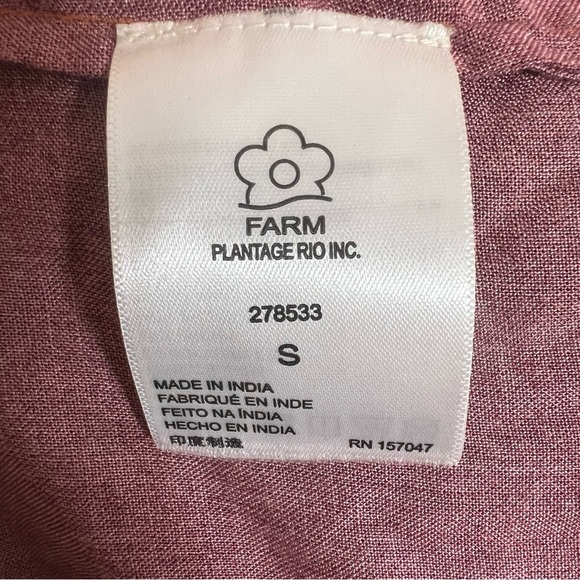 FARM
PLANTAGE RIO INC.
278533
S
MADE IN INDIA
FABRIQUÉ EN INDE
FEITO NA ÍNDIA
HECHO EN INDIA
印度制造
RN 157047